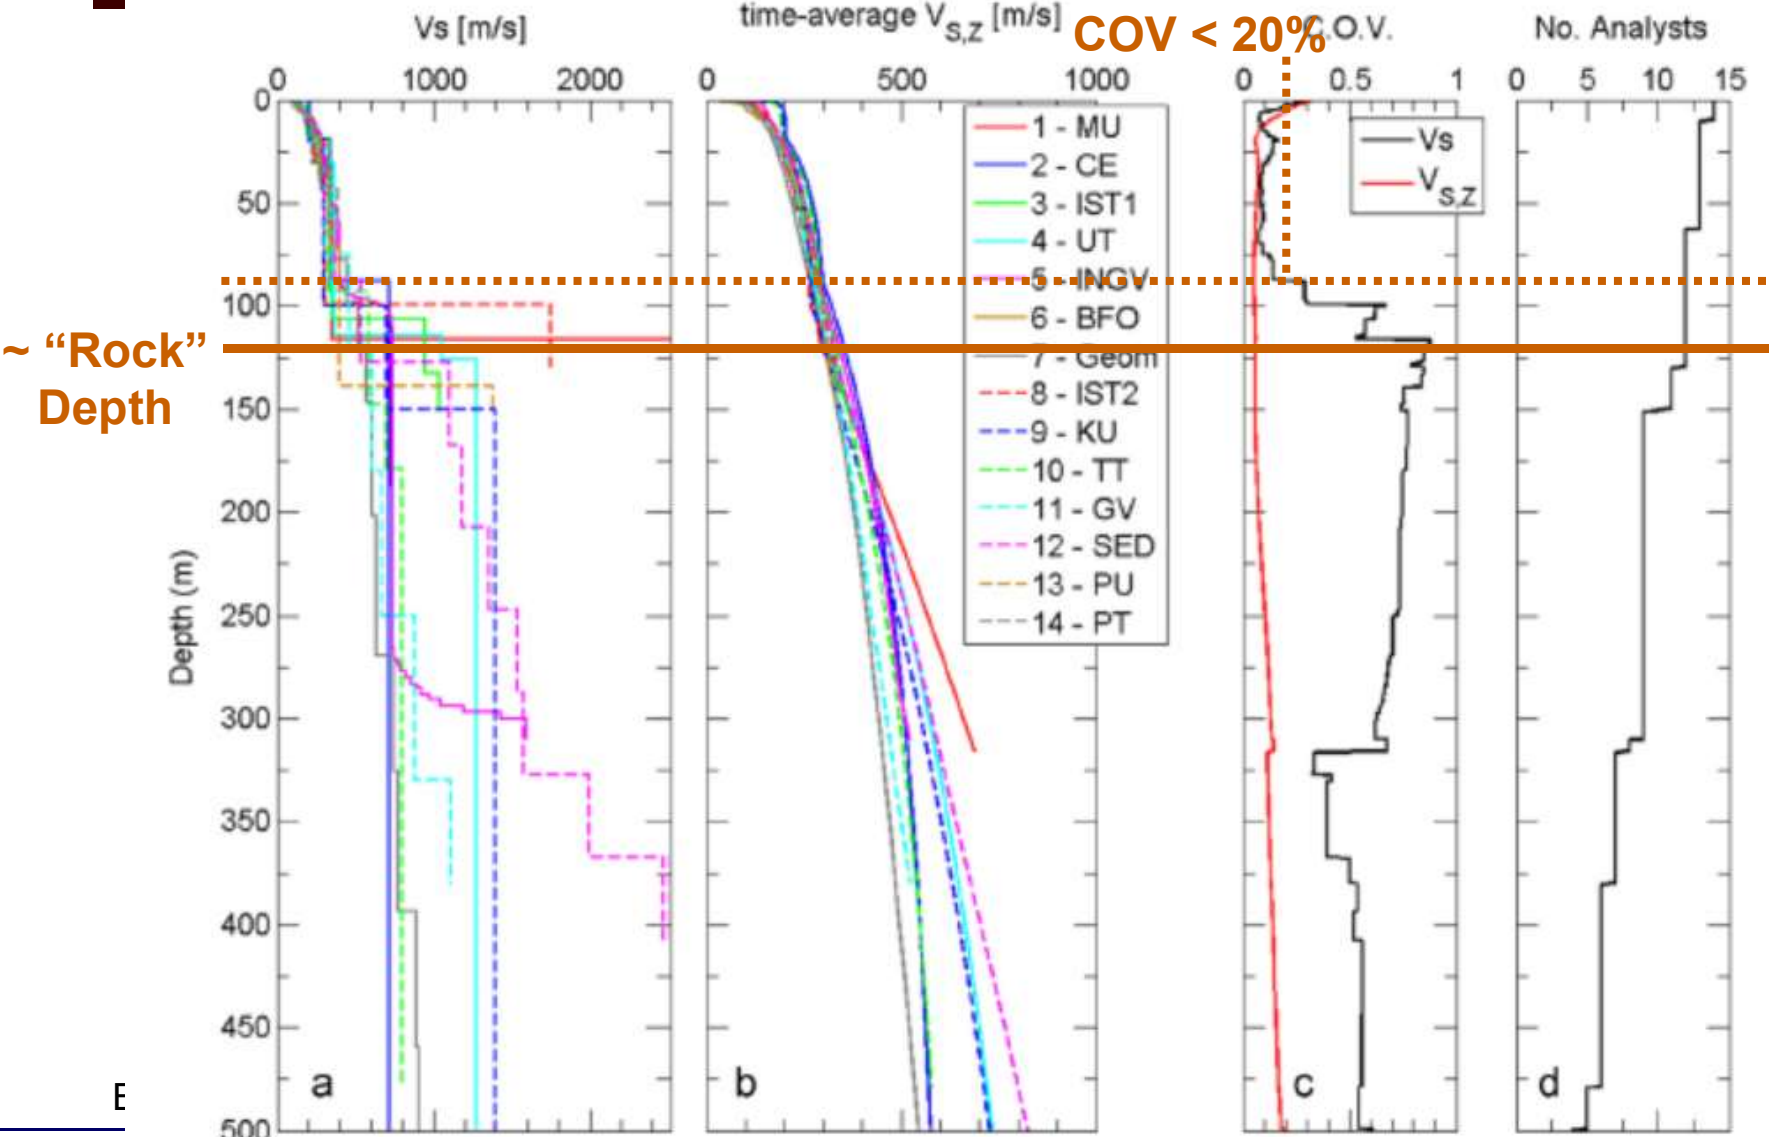 Vs [m/s]
time-average VS,Z [m/s]
COV < 20%
C.O.V.
No. Analysts
0 1000 2000
0 500 1000
0 0.5 1
0 5 10 15
0
50
100
150
200
250
300
350
400
450
500
Depth (m)
~ “Rock”
Depth
1 - MU
2 - CE
3 - IST1
4 - UT
5 - INGV
6 - BFO
7 - Geom
8 - IST2
9 - KU
10 - TT
11 - GV
12 - SED
13 - PU
14 - PT
Vs
VS,Z
a
b
c
d